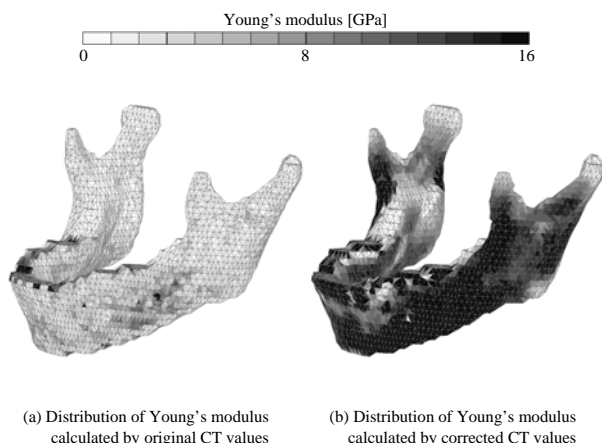 Young's modulus [GPa]
0 8 16
(a) Distribution of Young's modulus
calculated by original CT values
(b) Distribution of Young's modulus
calculated by corrected CT values